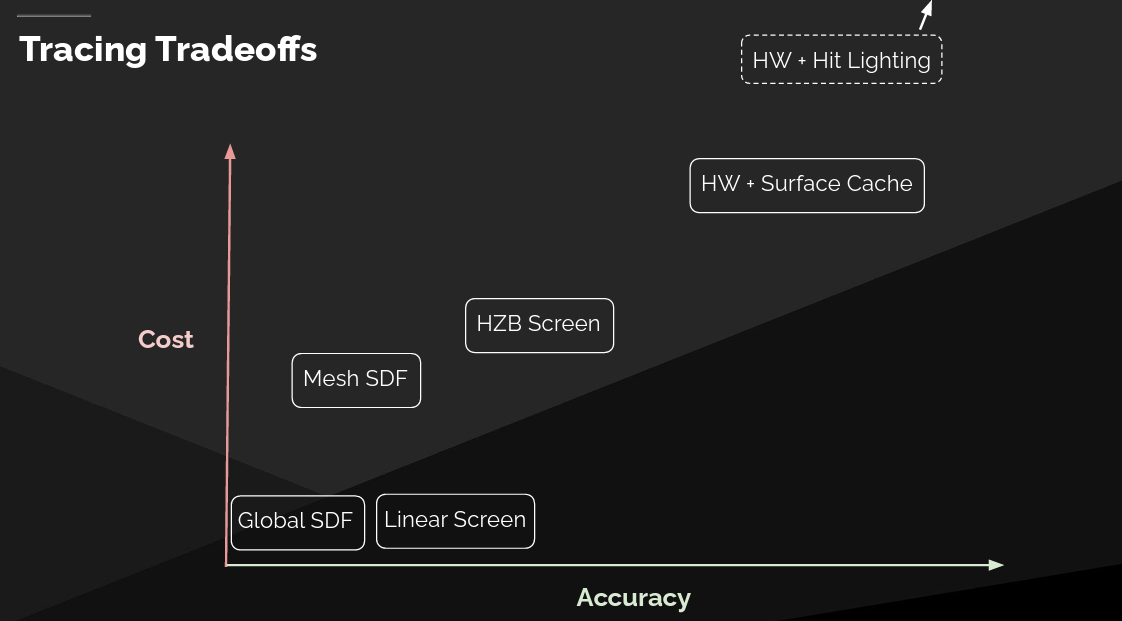 Tracing Tradeoffs
HW + Hit Lighting
HW + Surface Cache
HZB Screen
Cost
Mesh SDF
Global SDF
Linear Screen
Accuracy